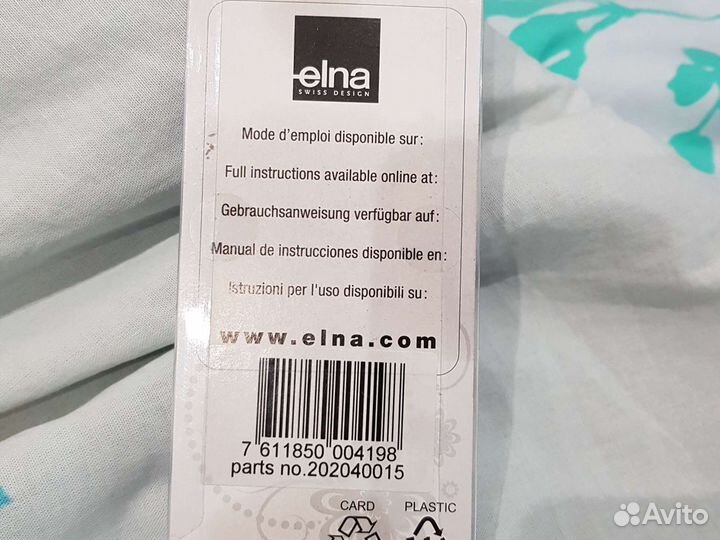 elna
SWISS DESIGN
Mode d'emploi disponible sur:
Full instructions available online at:
Gebrauchsanweisung verfügbar auf:
Manual de instrucciones disponible en:
Istruzioni per l'uso disponibili su:
www.elna.com
7 611850 004198
parts no.202040015
CARD PLASTIC
Avito